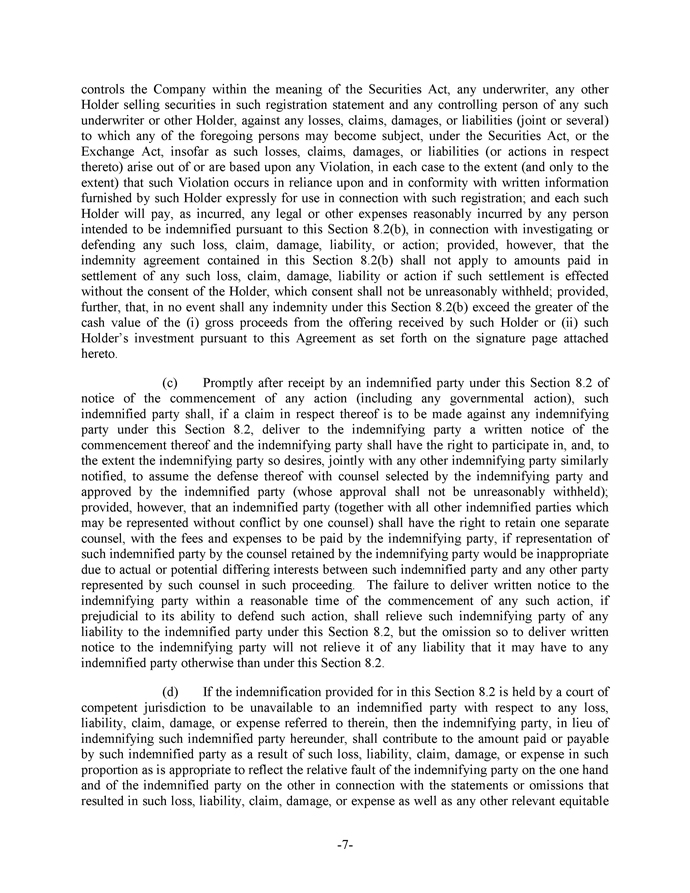 controls the Company within the meaning of the Securities Act, any underwriter, any other
Holder selling securities in such registration statement and any controlling person of any such
underwriter or other Holder, against any losses, claims, damages, or liabilities (joint or several)
to which any of the foregoing persons may become subject, under the Securities Act, or the
Exchange Act, insofar as such losses, claims, damages, or liabilities (or actions in respect
thereto) arise out of or are based upon any Violation, in each case to the extent (and only to the
extent) that such Violation occurs in reliance upon and in conformity with written information
furnished by such Holder expressly for use in connection with such registration; and each such
Holder will pay, as incurred, any legal or other expenses reasonably incurred by any person
intended to be indemnified pursuant to this Section 8.2(b), in connection with investigating or
defending any such loss, claim, damage, liability, or action; provided, however, that the
indemnity agreement contained in this Section 8.2(b) shall not apply to amounts paid in
settlement of any such loss, claim, damage, liability or action if such settlement is effected
without the consent of the Holder, which consent shall not be unreasonably withheld; provided,
further, that, in no event shall any indemnity under this Section 8.2(b) exceed the greater of the
cash value of the (i) gross proceeds from the offering received by such Holder or (ii) such
Holder's investment pursuant to this Agreement as set forth on the signature page attached
hereto.
(c) Promptly after receipt by an indemnified party under this Section 8.2 of
notice of the commencement of any action (including any governmental action), such
indemnified party shall, if a claim in respect thereof is to be made against any indemnifying
party under this Section 8.2, deliver to the indemnifying party a written notice of the
commencement thereof and the indemnifying party shall have the right to participate in, and, to
the extent the indemnifying party so desires, jointly with any other indemnifying party similarly
notified, to assume the defense thereof with counsel selected by the indemnifying party and
approved by the indemnified party (whose approval shall not be unreasonably withheld);
provided, however, that an indemnified party (together with all other indemnified parties which
may be represented without conflict by one counsel) shall have the right to retain one separate
counsel, with the fees and expenses to be paid by the indemnifying party, if representation of
such indemnified party by the counsel retained by the indemnifying party would be inappropriate
due to actual or potential differing interests between such indemnified party and any other party
represented by such counsel in such proceeding. The failure to deliver written notice to the
indemnifying party within a reasonable time of the commencement of any such action, if
prejudicial to its ability to defend such action, shall relieve such indemnifying party of any
liability to the indemnified party under this Section 8.2, but the omission so to deliver written
notice to the indemnifying party will not relieve it of any liability that it may have to any
indemnified party otherwise than under this Section 8.2.
(d) If the indemnification provided for in this Section 8.2 is held by a court of
competent jurisdiction to be unavailable to an indemnified party with respect to any loss,
liability, claim, damage, or expense referred to therein, then the indemnifying party, in lieu of
indemnifying such indemnified party hereunder, shall contribute to the amount paid or payable
by such indemnified party as a result of such loss, liability, claim, damage, or expense in such
proportion as is appropriate to reflect the relative fault of the indemnifying party on the one hand
and of the indemnified party on the other in connection with the statements or omissions that
resulted in such loss, liability, claim, damage, or expense as well as any other relevant equitable
-7-